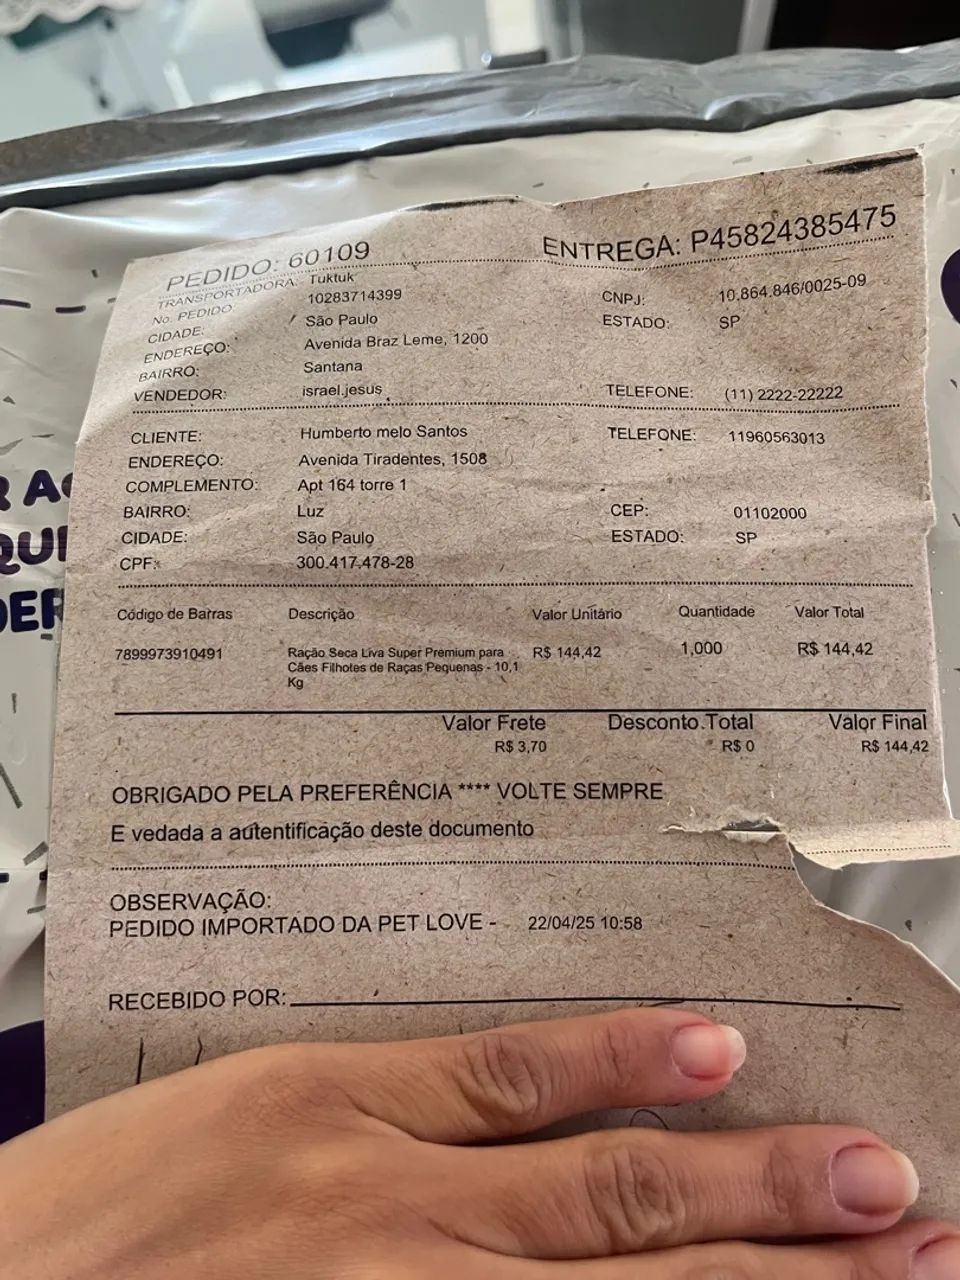 PEDIDO: 60109
ENTREGA: P45824385475
TRANSPORTADORA: Tuktuk
No. PEDIDO: 10283714399 CNPJ: 10.864.846/0025-09
CIDADE: São Paulo ESTADO: SP
ENDEREÇO: Avenida Braz Leme, 1200
BAIRRO: Santana
VENDEDOR: israel.jesus TELEFONE: (11) 2222-22222
CLIENTE: Humberto melo Santos TELEFONE: 11960563013
ENDEREÇO: Avenida Tiradentes, 1508
COMPLEMENTO: Apt 164 torre 1
BAIRRO: Luz CEP: 01102000
CIDADE: São Paulo ESTADO: SP
CPF: 300.417.478-28
Código de Barras Descrição Valor Unitário Quantidade Valor Total
7899973910491 Ração Seca Liva Super Premium para R$ 144,42 1,000 R$ 144,42
Cães Filhotes de Raças Pequenas - 10,1
Kg
Valor Frete Desconto.Total Valor Final
R$ 3,70 R$ 0 R$ 144,42
OBRIGADO PELA PREFERÊNCIA **** VOLTE SEMPRE
E vedada a autentificação deste documento
OBSERVAÇÃO:
PEDIDO IMPORTADO DA PET LOVE - 22/04/25 10:58
RECEBIDO POR: